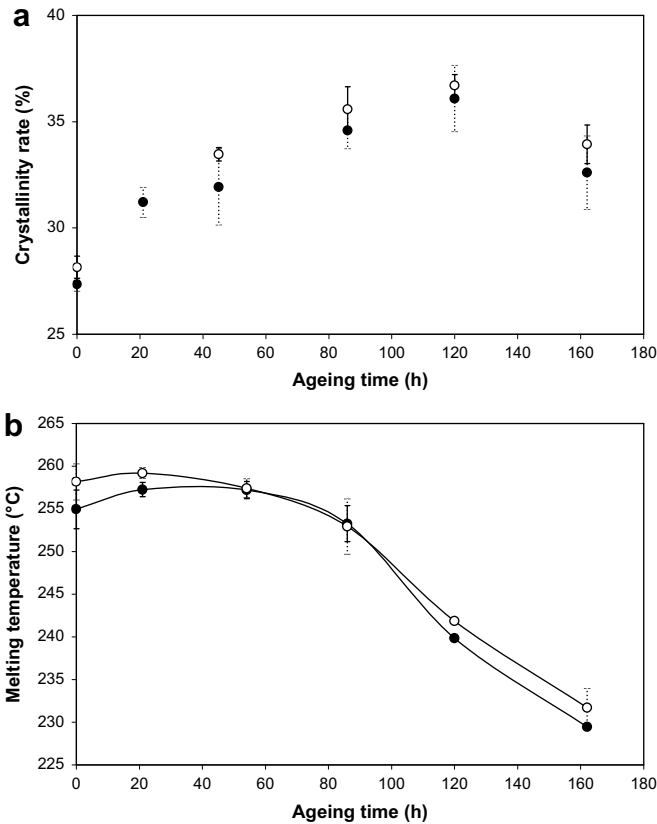 a
40
35
30
25
Crystallinity rate (%)
0 20 40 60 80 100 120 140 160 180
Ageing time (h)
b
265
260
255
250
245
240
235
230
225
Melting temperature (°C)
0 20 40 60 80 100 120 140 160 180
Ageing time (h)